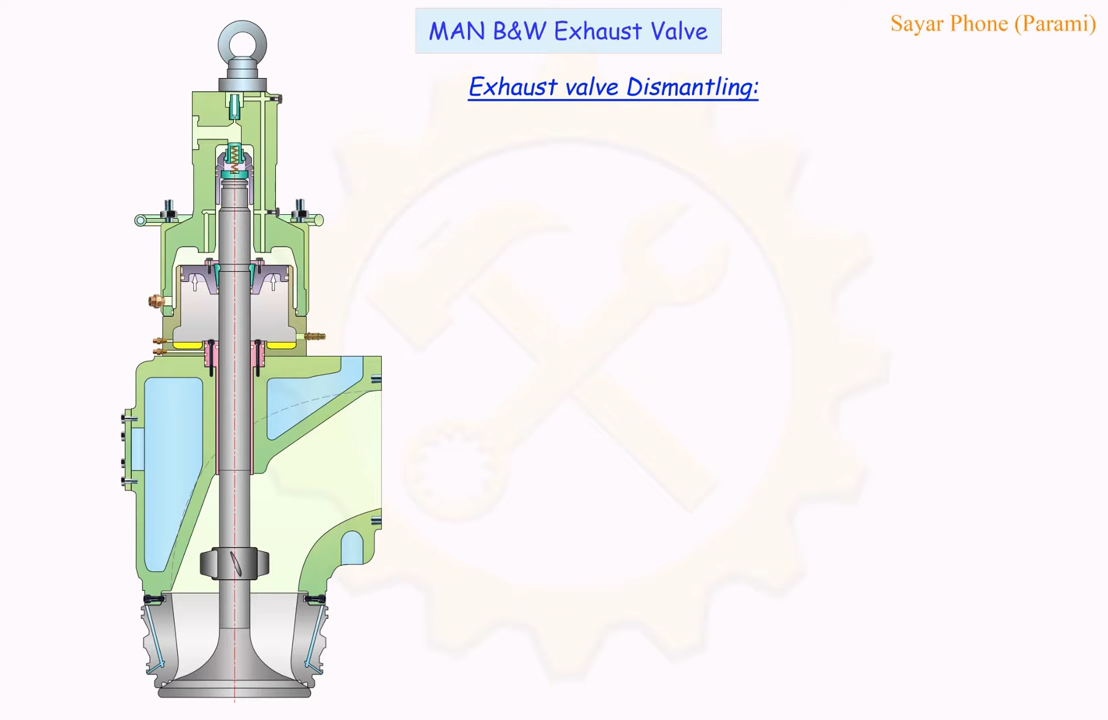 MAN B&W Exhaust Valve
Sayar Phone (Parami)
Exhaust valve Dismantling: